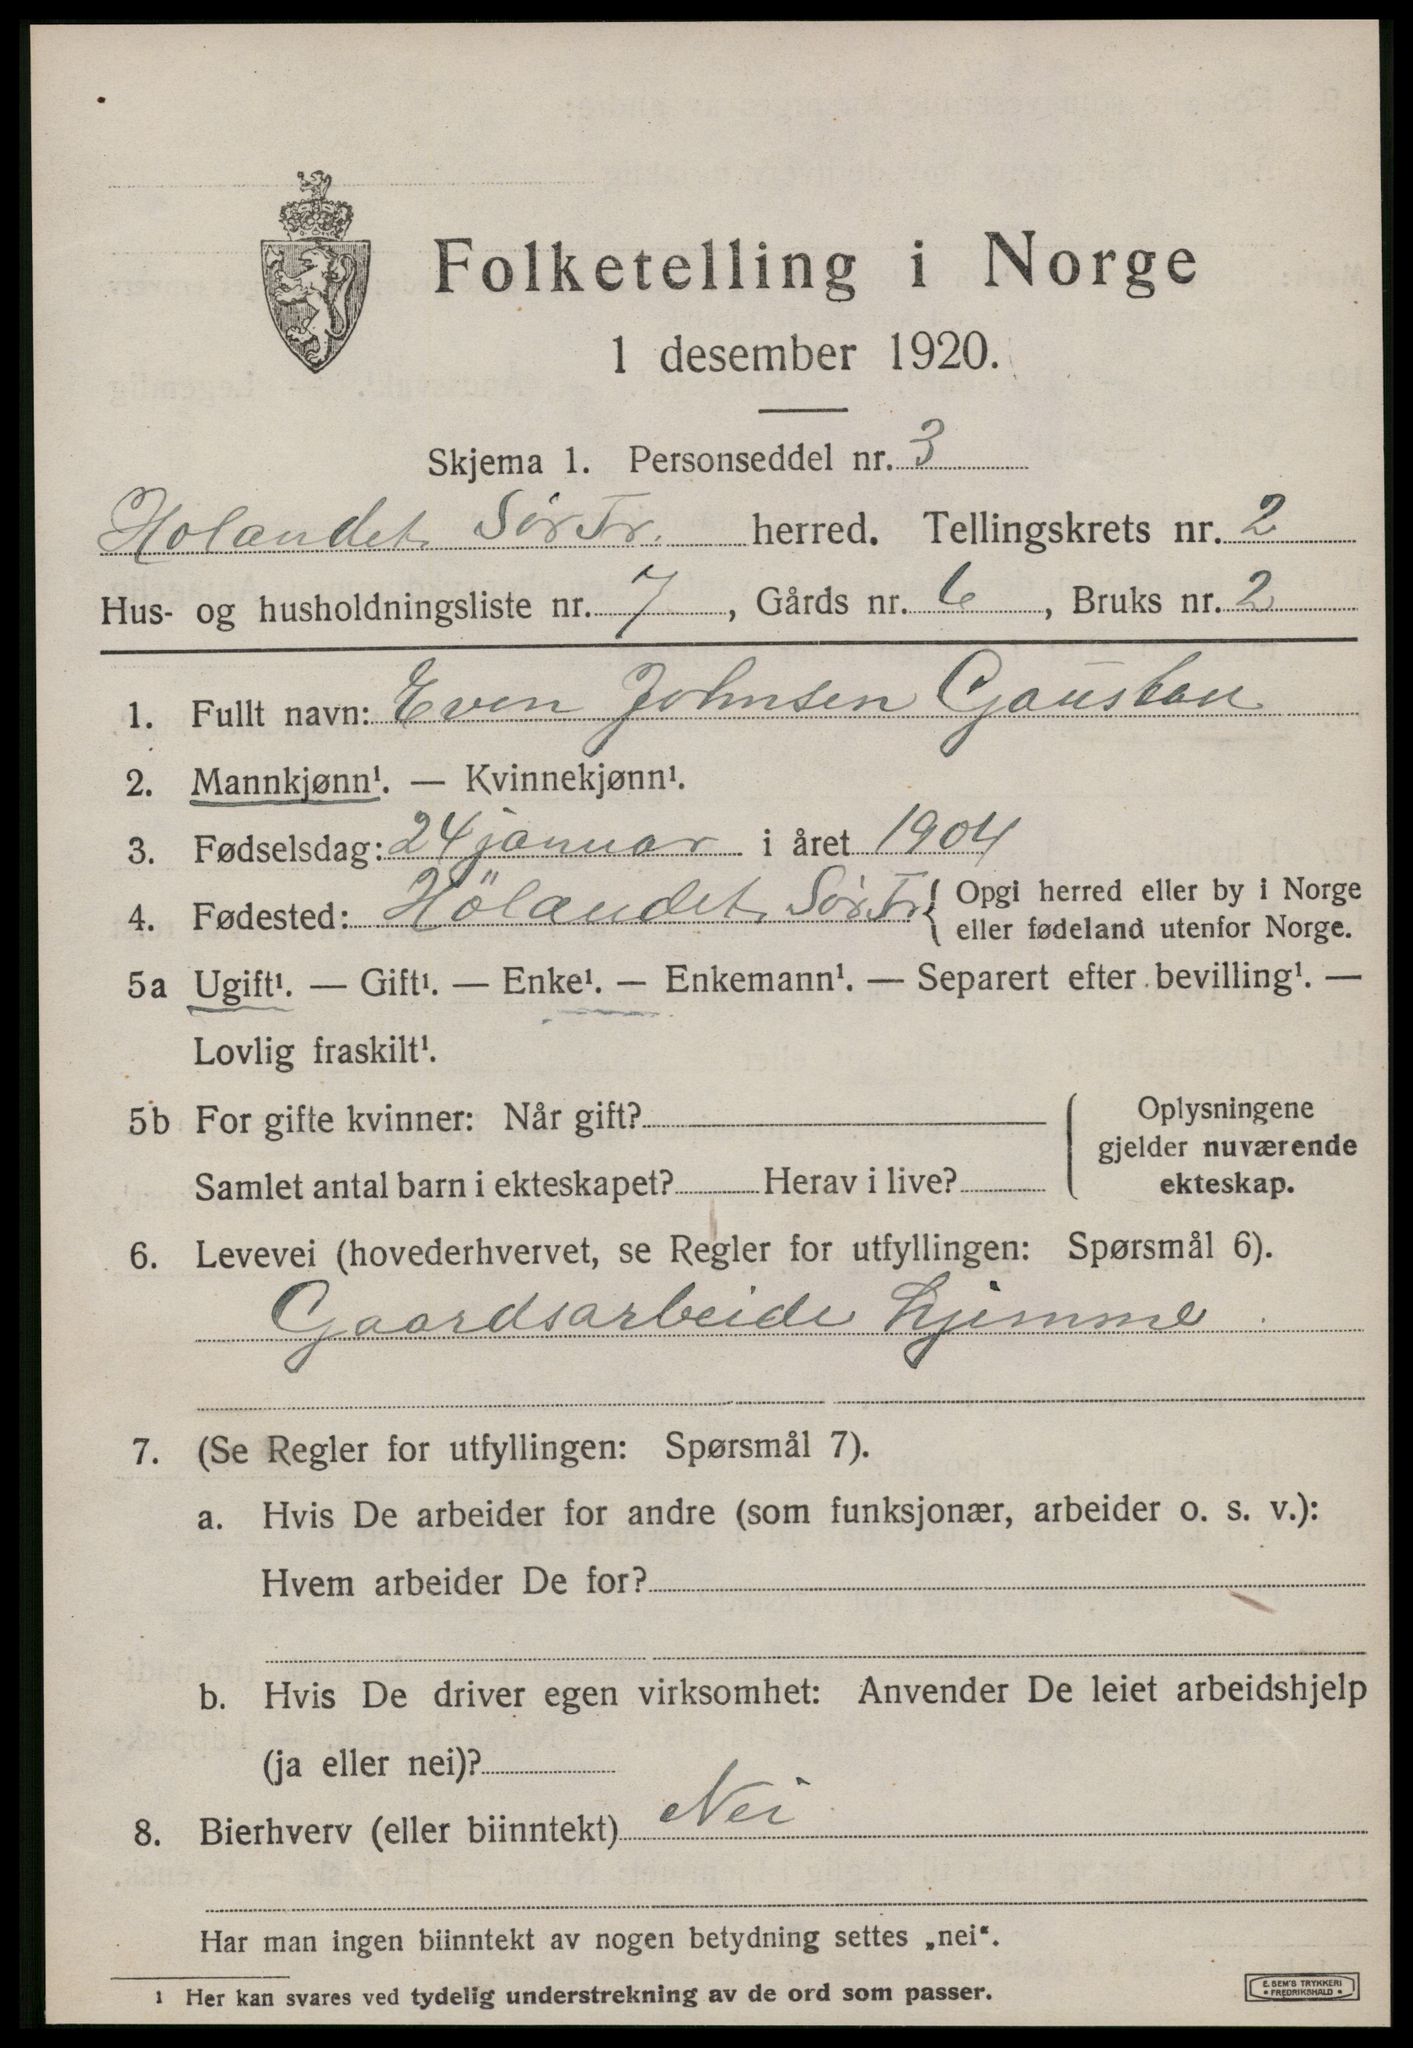 Folketelling i Norge
1 desember 1920.
Skjema 1. Personseddel nr. 3
Holandet Sør Tr. herred. Tellingskrets nr. 2
Hus- og husholdningsliste nr. 7, Gårds nr. 6, Bruks nr. 2
1. Fullt navn: Even Johnsen Gaustau
2. Mannkjønn¹. — Kvinnekjønn¹.
3. Fødselsdag: 24 januar i året 1904
4. Fødested: Hölandet Sør Tr { Opgi herred eller by i Norge
eller fødeland utenfor Norge.
5a Ugift¹. — Gift¹. — Enke¹. — Enkemann¹. — Separert efter bevilling¹. —
Lovlig fraskilt¹.
5b For gifte kvinner: Når gift?
Samlet antal barn i ekteskapet? Herav i live?
Oplysningene
gjelder nuværende
ekteskap.
6. Levevei (hovederhvervet, se Regler for utfyllingen: Spørsmål 6).
Gaardsarbeide hjemme.
7. (Se Regler for utfyllingen: Spørsmål 7).
a. Hvis De arbeider for andre (som funksjonær, arbeider o. s. v.):
Hvem arbeider De for?
b. Hvis De driver egen virksomhet: Anvender De leiet arbeidshjelp
(ja eller nei)?
8. Bierhverv (eller biinntekt) Nei
Har man ingen biinntekt av nogen betydning settes „nei“.
¹ Her kan svares ved tydelig understrekning av de ord som passer.
E. SEM'S TRYKKERI
• FREDRIKSHALD •